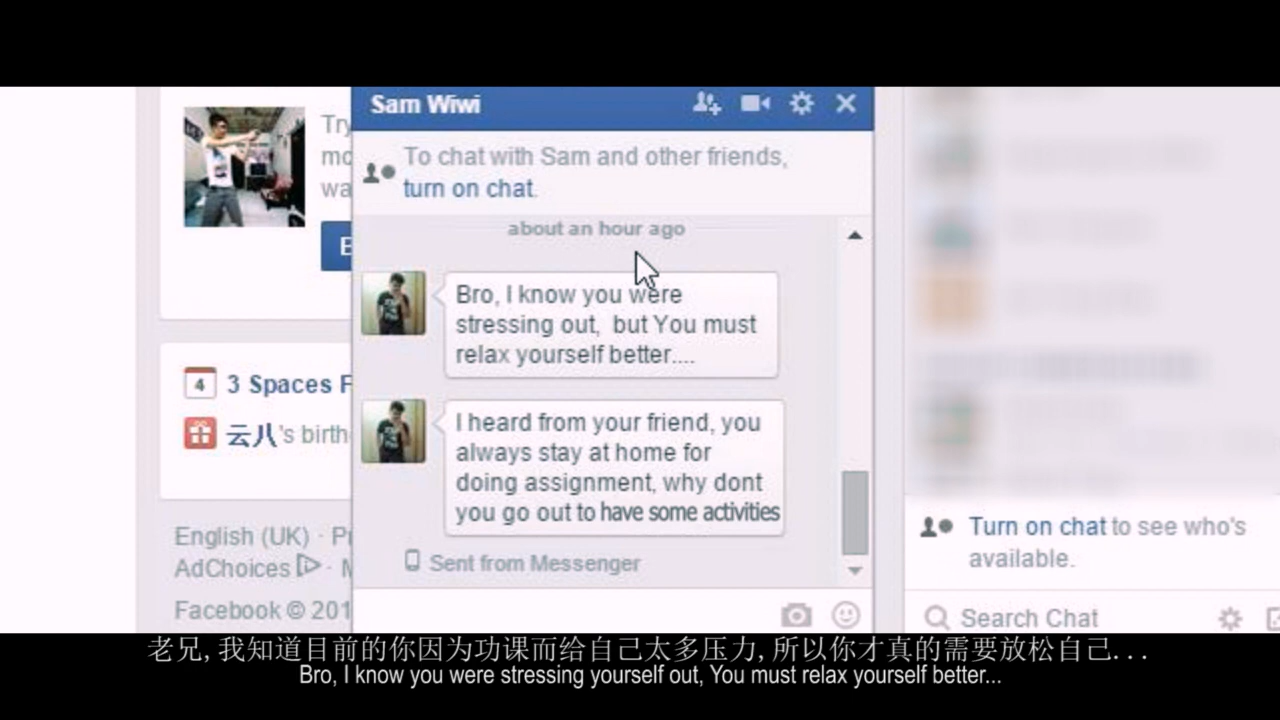 Sam Wiwi
Try
mo
wa
To chat with Sam and other friends,
turn on chat.
about an hour ago
Bro, I know you were
stressing out,  but You must
relax yourself better....
4
3 Spaces F
云八's birth
I heard from your friend, you
always stay at home for
doing assignment, why dont
you go out to have some activities
Sent from Messenger
English (UK) · Pr
AdChoices · M
Facebook © 201
Turn on chat to see who's
available.
Search Chat
老兄,我知道目前的你因为功课而给自己太多压力,所以你才真的需要放松自己...
Bro, I know you were stressing yourself out, You must relax yourself better...